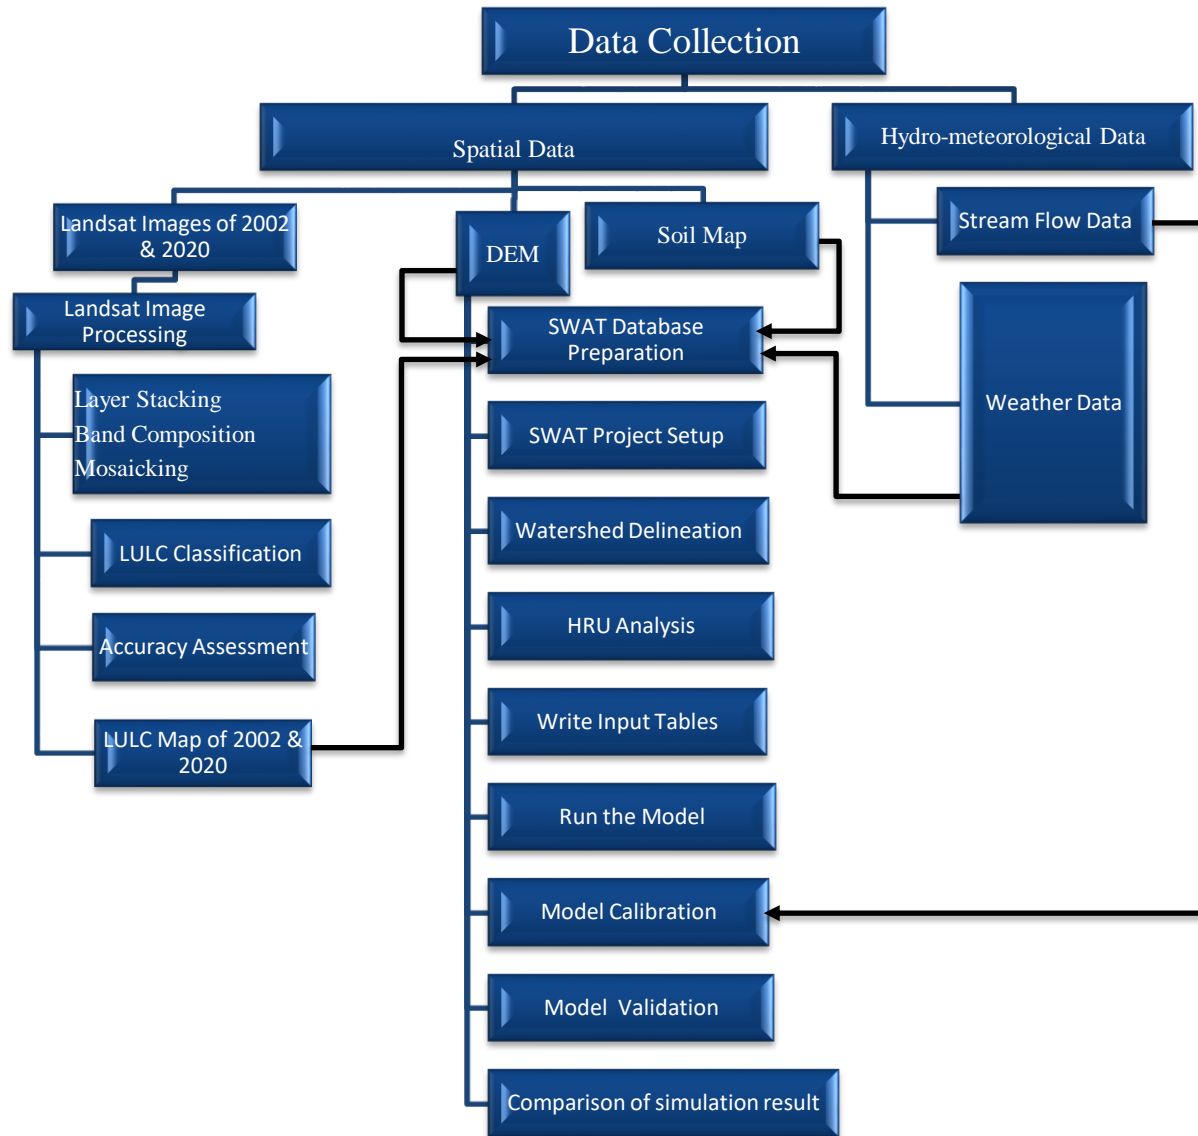 Data Collection
Spatial Data
Hydro-meteorological Data
Landsat Images of 2002
& 2020
DEM
Soil Map
Stream Flow Data
Landsat Image
Processing
SWAT Database
Preparation
Weather Data
Layer Stacking
Band Composition
Mosaicking
SWAT Project Setup
LULC Classification
Watershed Delineation
Accuracy Assessment
HRU Analysis
LULC Map of 2002 &
2020
Write Input Tables
Run the Model
Model Calibration
Model Validation
Comparison of simulation result